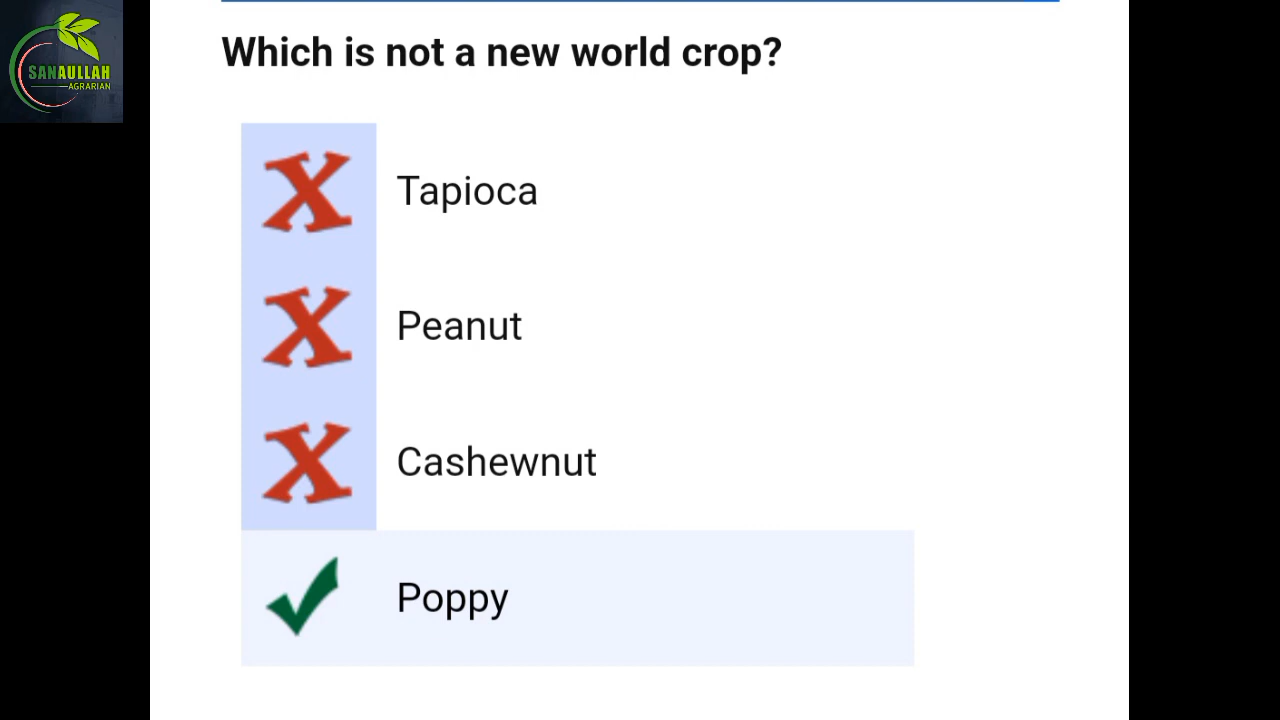 SANAULLAH
AGRARIAN
Which is not a new world crop?
Tapioca
Peanut
Cashewnut
Poppy